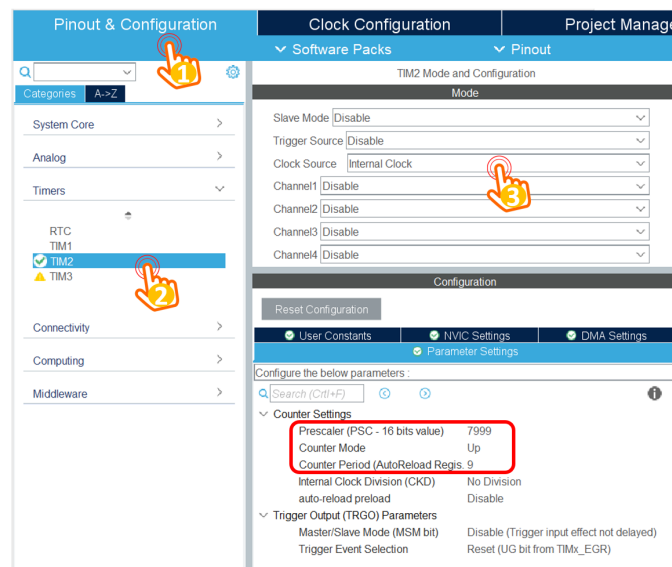 Pinout & Configuration
Clock Configuration
Project Manage
Software Packs
Pinout
1
Categories
A->Z
System Core
Analog
Timers
RTC
TIM1
TIM2
TIM3
2
Connectivity
Computing
Middleware
TIM2 Mode and Configuration
Mode
Slave Mode Disable
Trigger Source Disable
Clock Source Internal Clock
3
Channel1 Disable
Channel2 Disable
Channel3 Disable
Channel4 Disable
Configuration
Reset Configuration
User Constants
NVIC Settings
DMA Settings
Parameter Settings
Configure the below parameters :
Search (Crtl+F)
Counter Settings
Prescaler (PSC - 16 bits value) 7999
Counter Mode Up
Counter Period (AutoReload Regis. 9
Internal Clock Division (CKD) No Division
auto-reload preload Disable
Trigger Output (TRGO) Parameters
Master/Slave Mode (MSM bit) Disable (Trigger input effect not delayed)
Trigger Event Selection Reset (UG bit from TIMx_EGR)